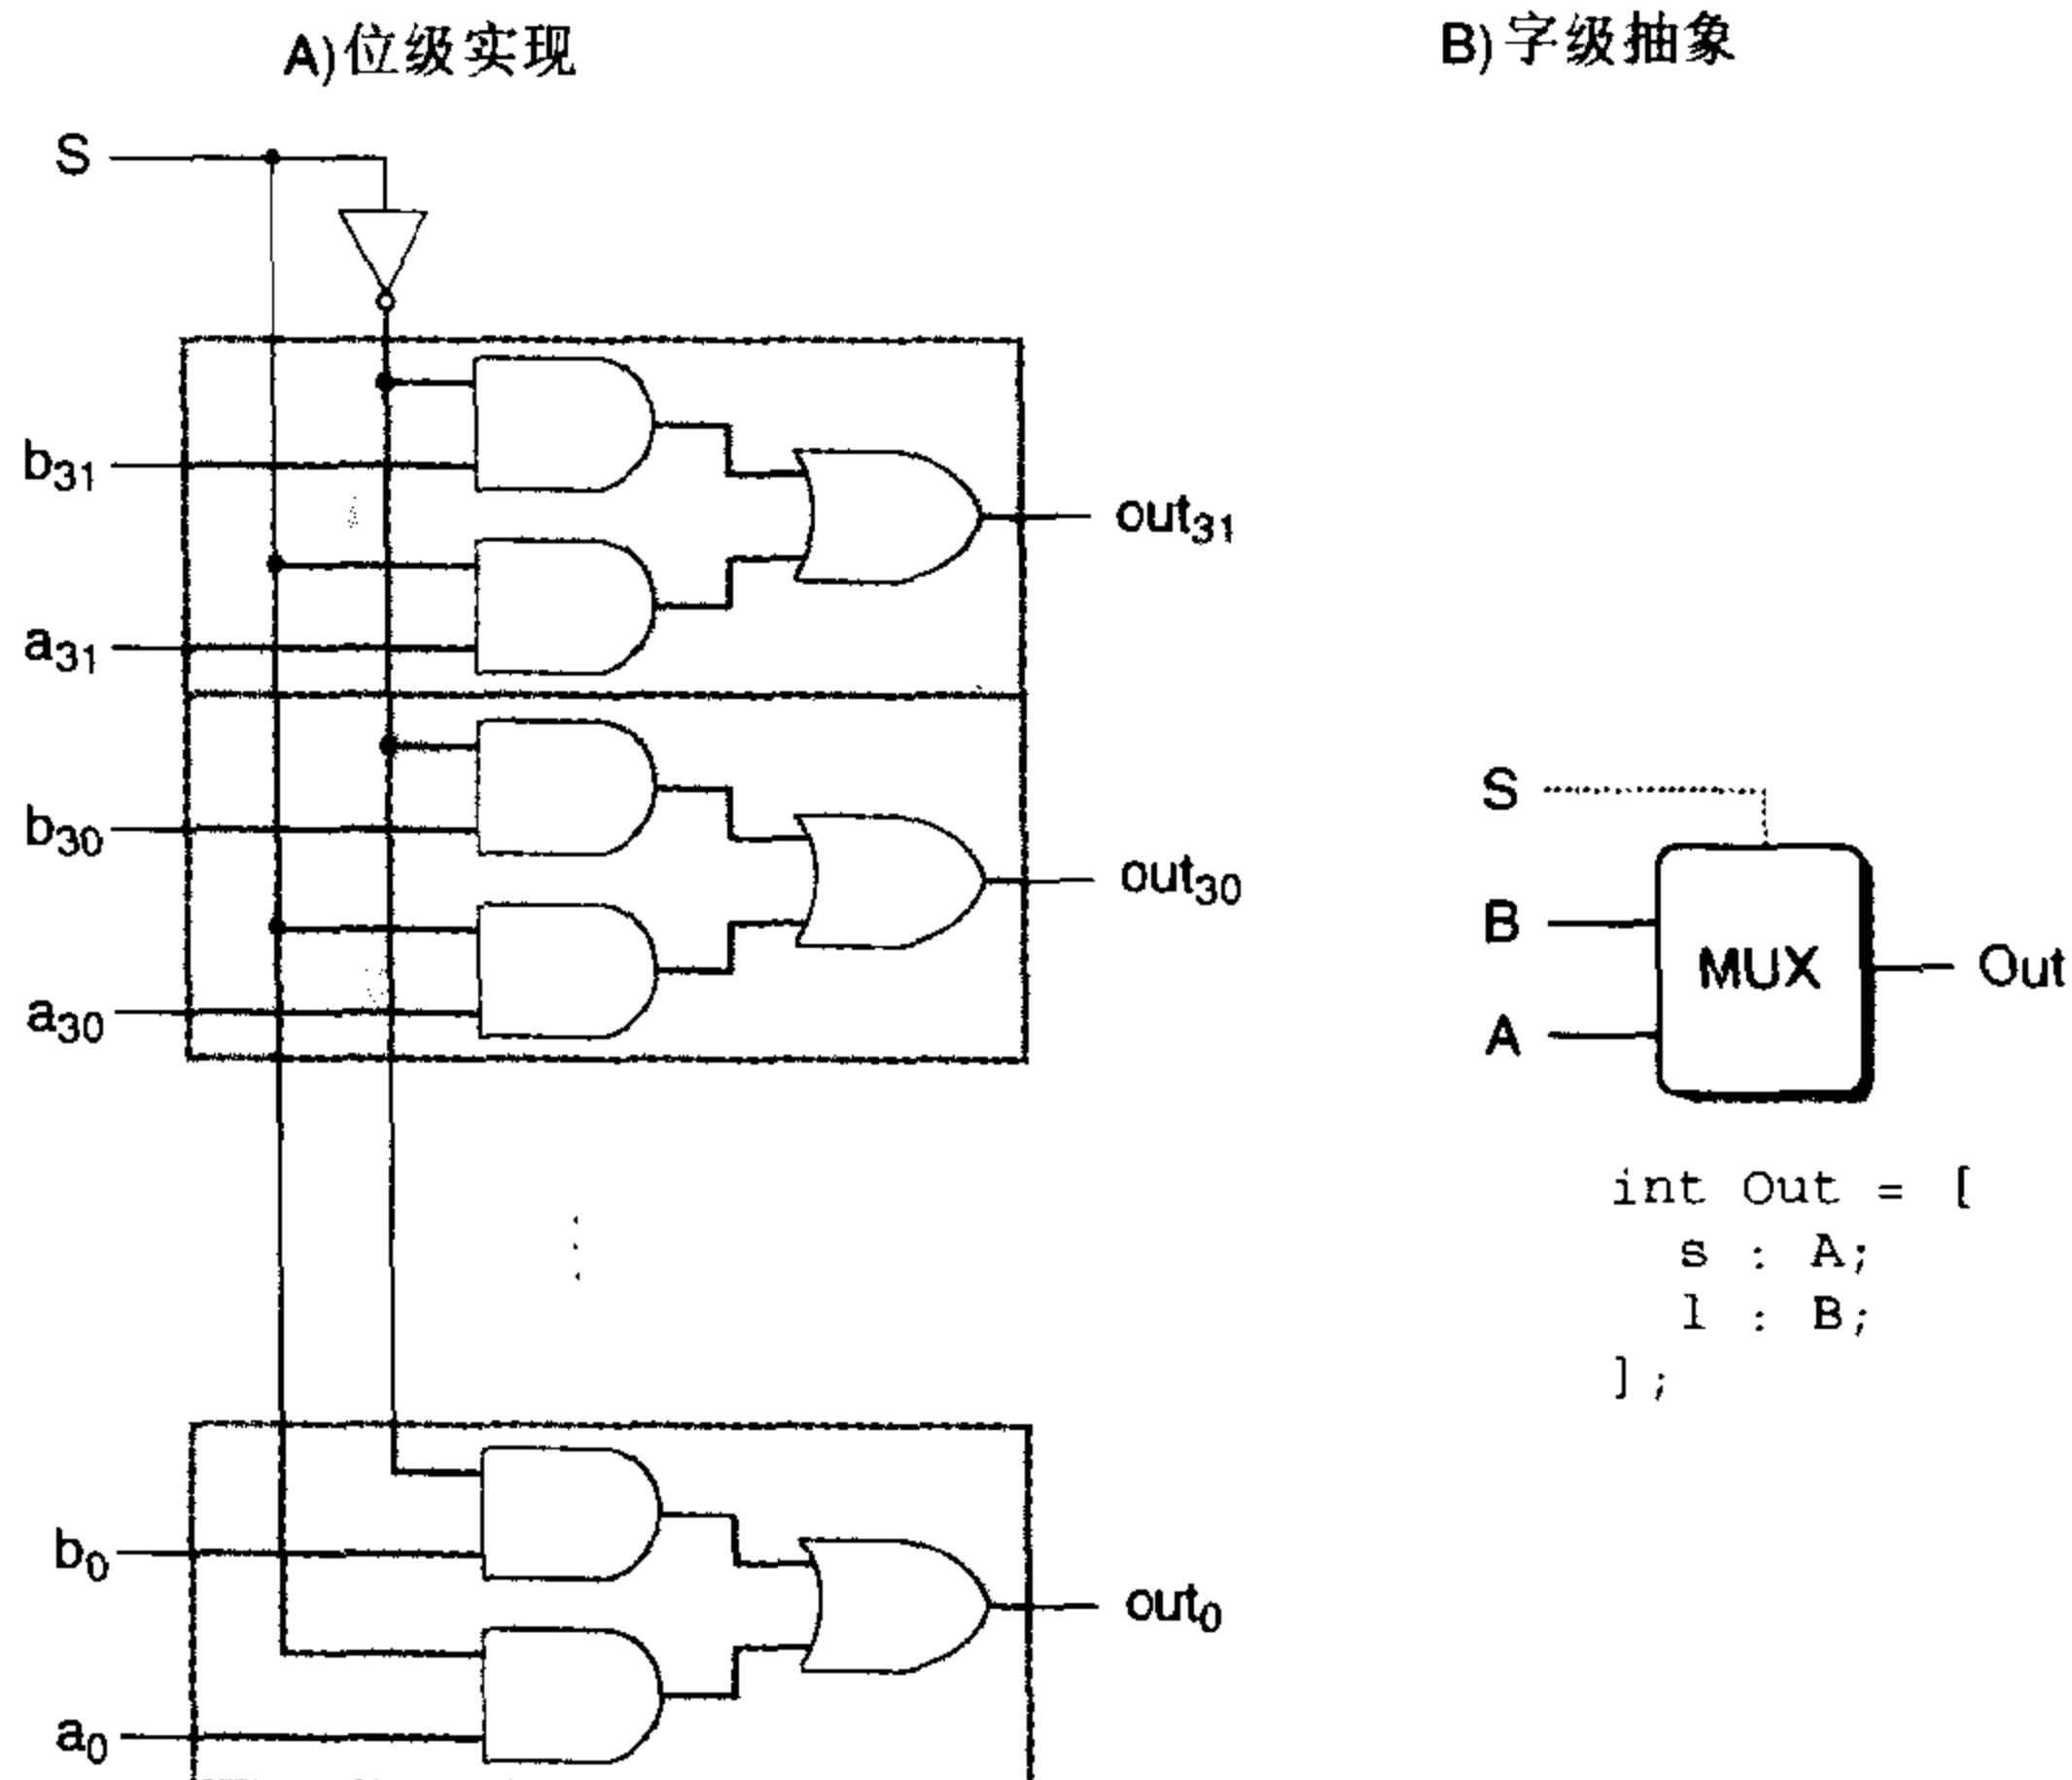 A)位级实现
S
b31
a31
out31
b30
a30
out30
b0
a0
out0
B)字级抽象
S
B
A
MUX
Out
int Out = [
s : A;
1 : B;
];